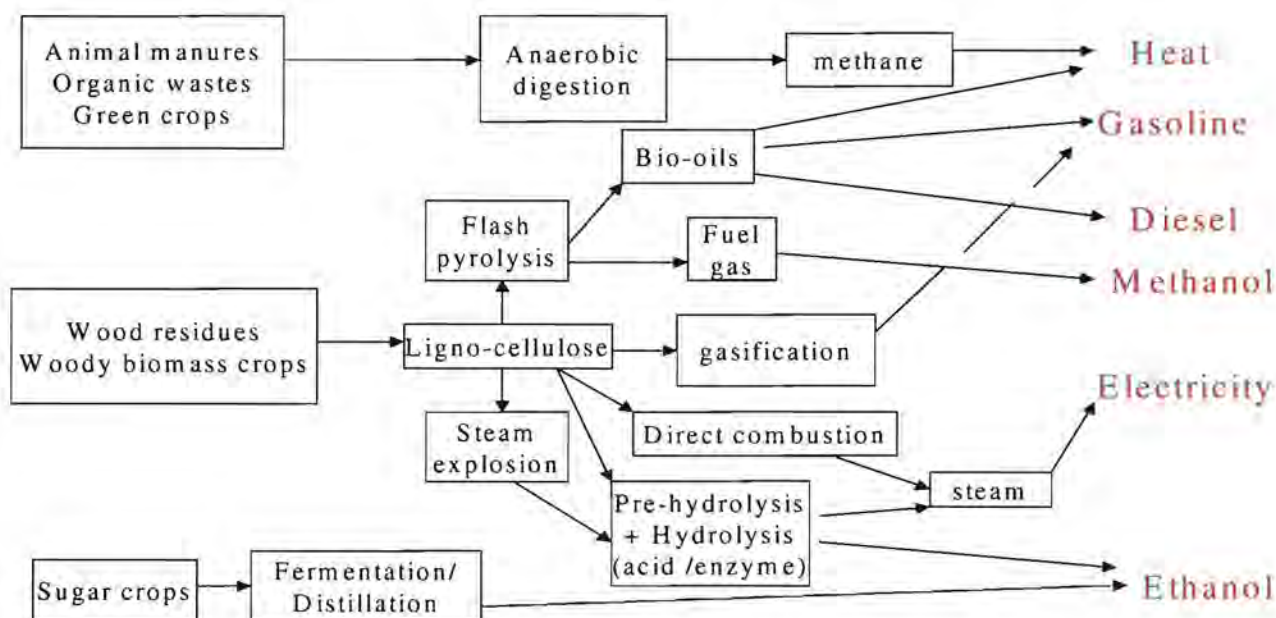 Animal manures
Organic wastes
Green crops
Anaerobic
digestion
methane
Heat
Gasoline
Bio-oils
Diesel
Flash
pyrolysis
Fuel
gas
Methanol
Wood residues
Woody biomass crops
Ligno-cellulose
gasification
Electricity
Steam
explosion
Direct combustion
steam
Pre-hydrolysis
+ Hydrolysis
(acid /enzyme)
Sugar crops
Fermentation/
Distillation
Ethanol